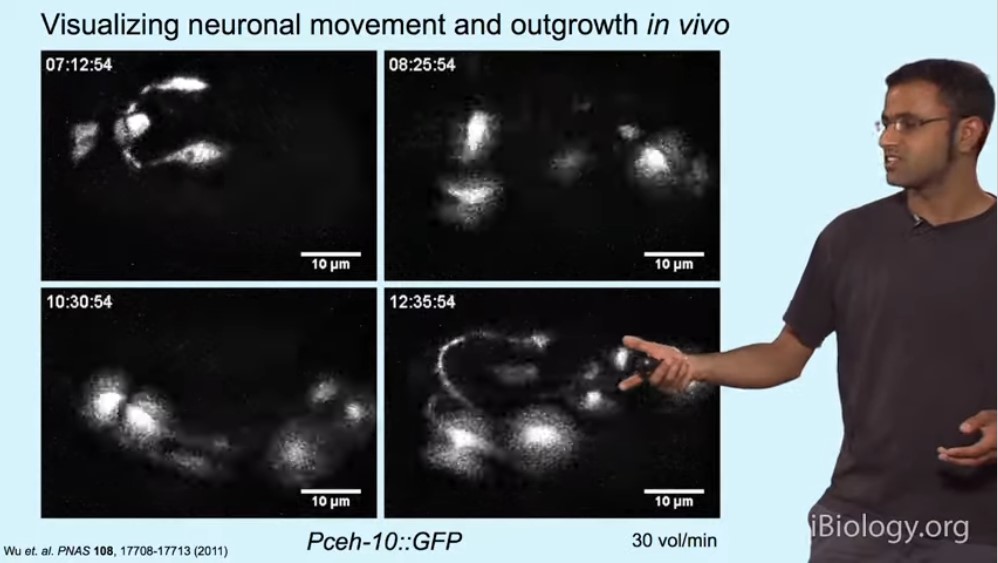 Visualizing neuronal movement and outgrowth in vivo
07:12:54
10 µm
08:25:54
10 µm
10:30:54
10 µm
12:35:54
10 µm
Wu et. al. PNAS 108, 17708-17713 (2011)
Pceh-10::GFP
30 vol/min
iBiology.org